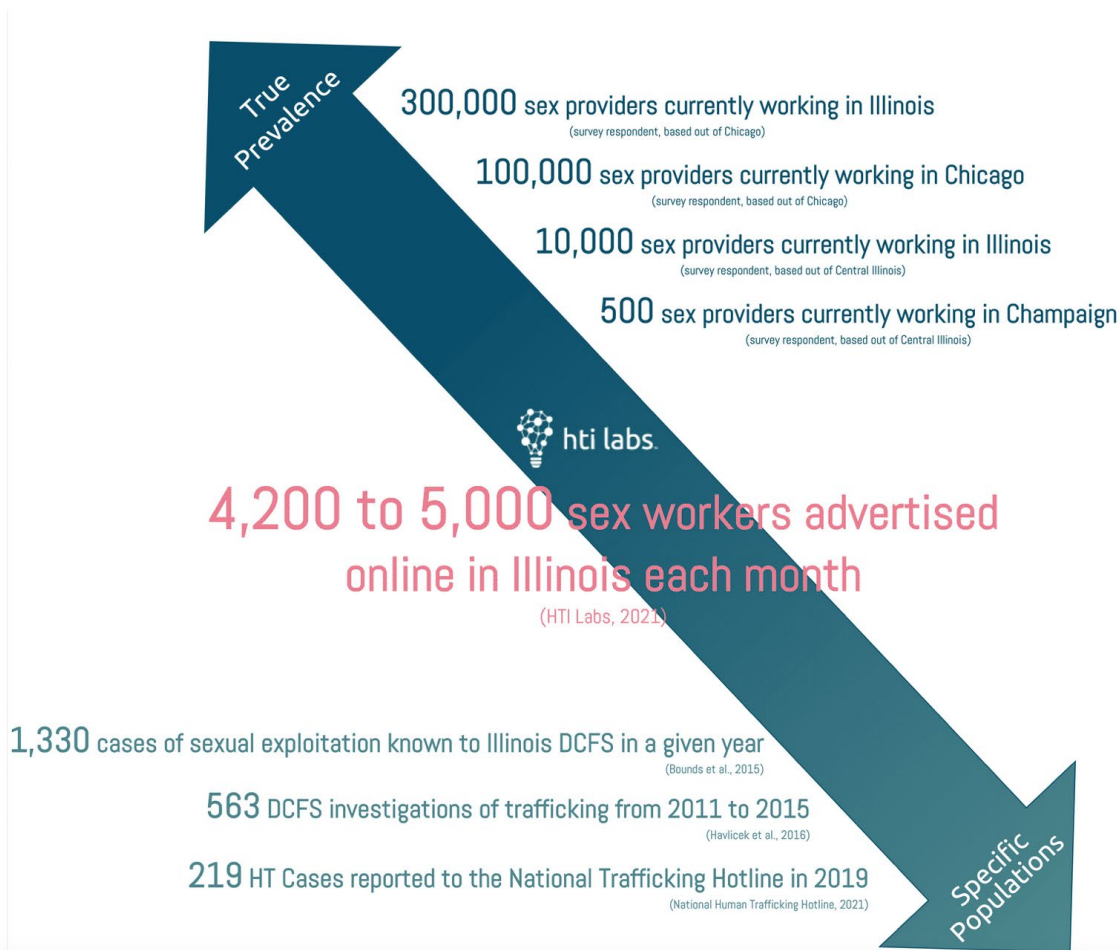 True
Prevalence
300,000 sex providers currently working in Illinois
(survey respondent, based out of Chicago)
100,000 sex providers currently working in Chicago
(survey respondent, based out of Chicago)
10,000 sex providers currently working in Illinois
(survey respondent, based out of Central Illinois)
500 sex providers currently working in Champaign
(survey respondent, based out of Central Illinois)
hti labs.
4,200 to 5,000 sex workers advertised
online in Illinois each month
(HTI Labs, 2021)
1,330 cases of sexual exploitation known to Illinois DCFS in a given year
(Bounds et al., 2015)
563 DCFS investigations of trafficking from 2011 to 2015
(Havlicek et al., 2016)
219 HT Cases reported to the National Trafficking Hotline in 2019
(National Human Trafficking Hotline, 2021)
Specific
Populations